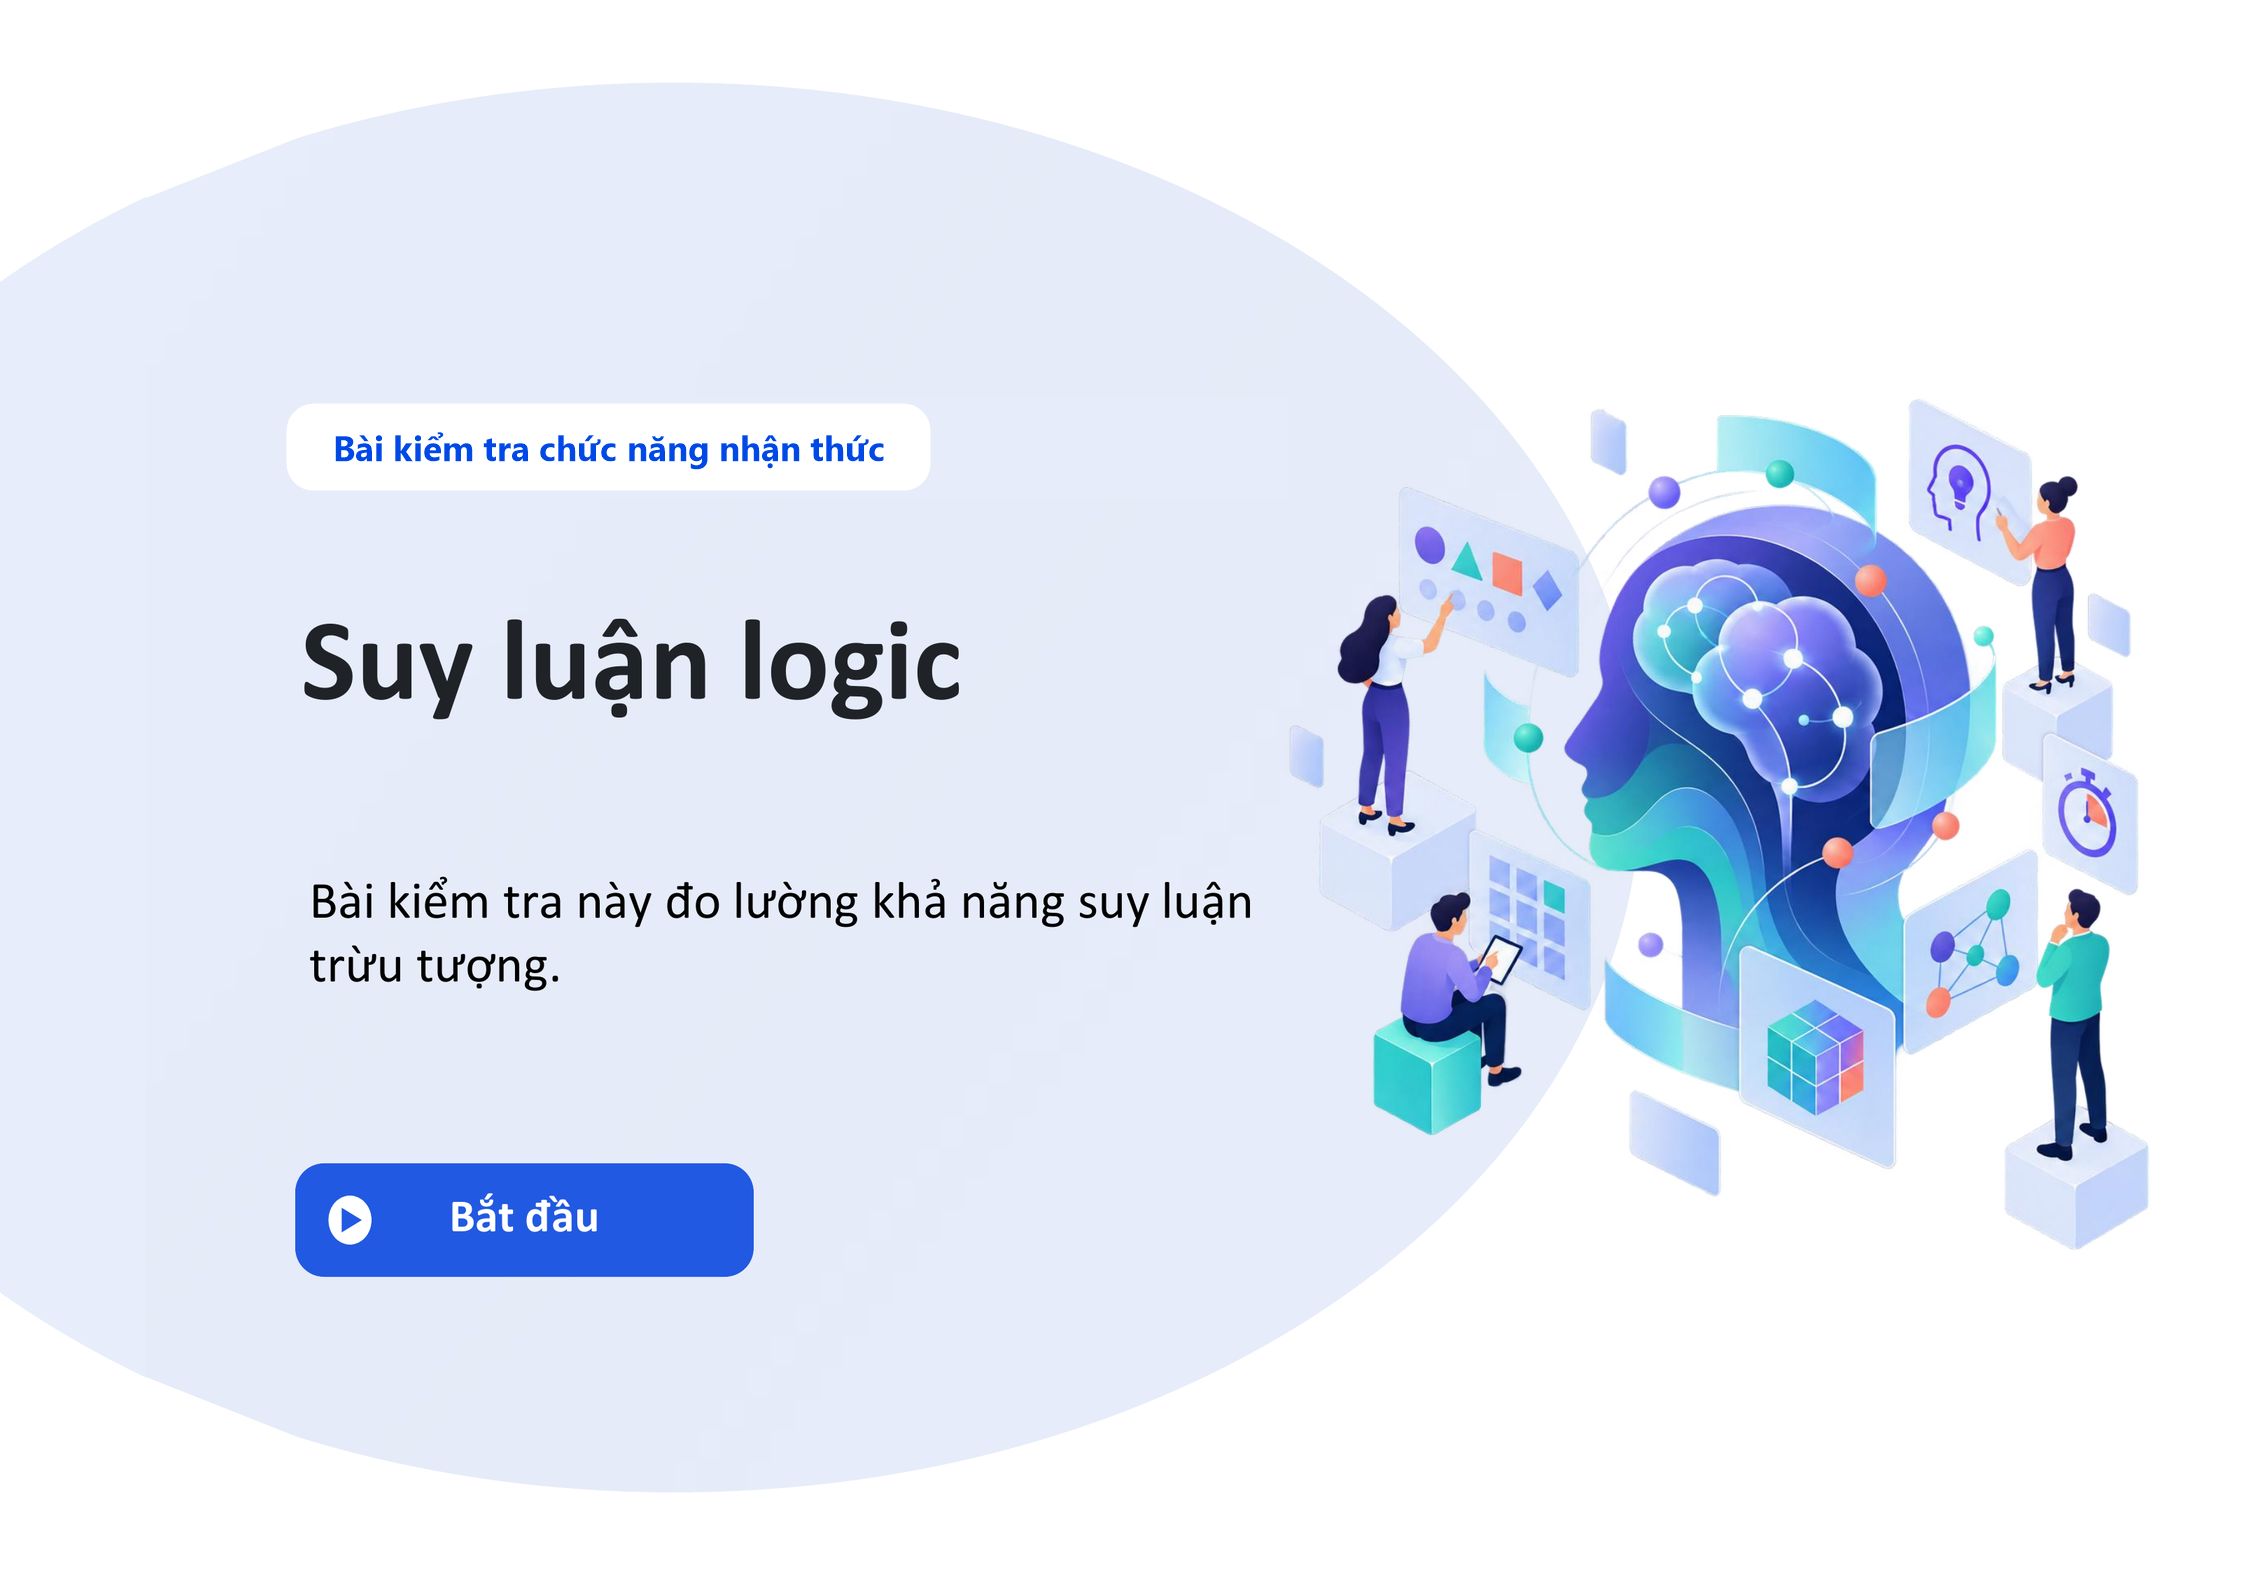 Bài kiểm tra chức năng nhận thức
Suy luận logic
Bài kiểm tra này đo lường khả năng suy luận
trừu tượng.
Bắt đầu